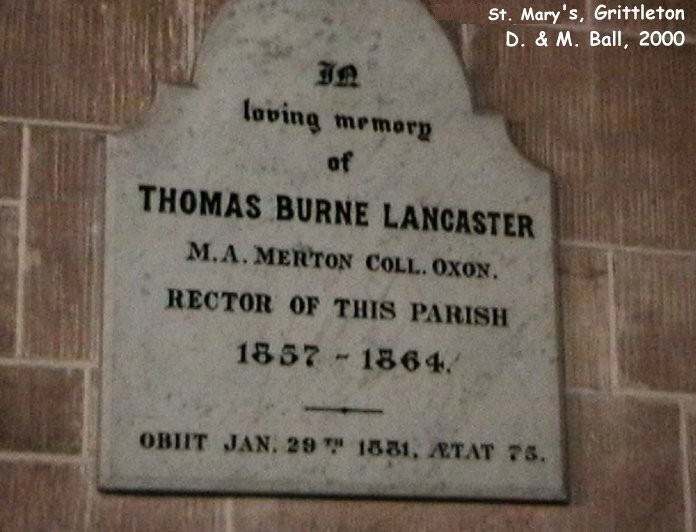 St. Mary's, Grittleton
D. & M. Ball, 2000
IN
loving memory
of
THOMAS BURNE LANCASTER
M.A. MERTON COLL. OXON.
RECTOR OF THIS PARISH
1857 - 1864.
OBIIT JAN. 29TH 1881, ÆTAT 75.